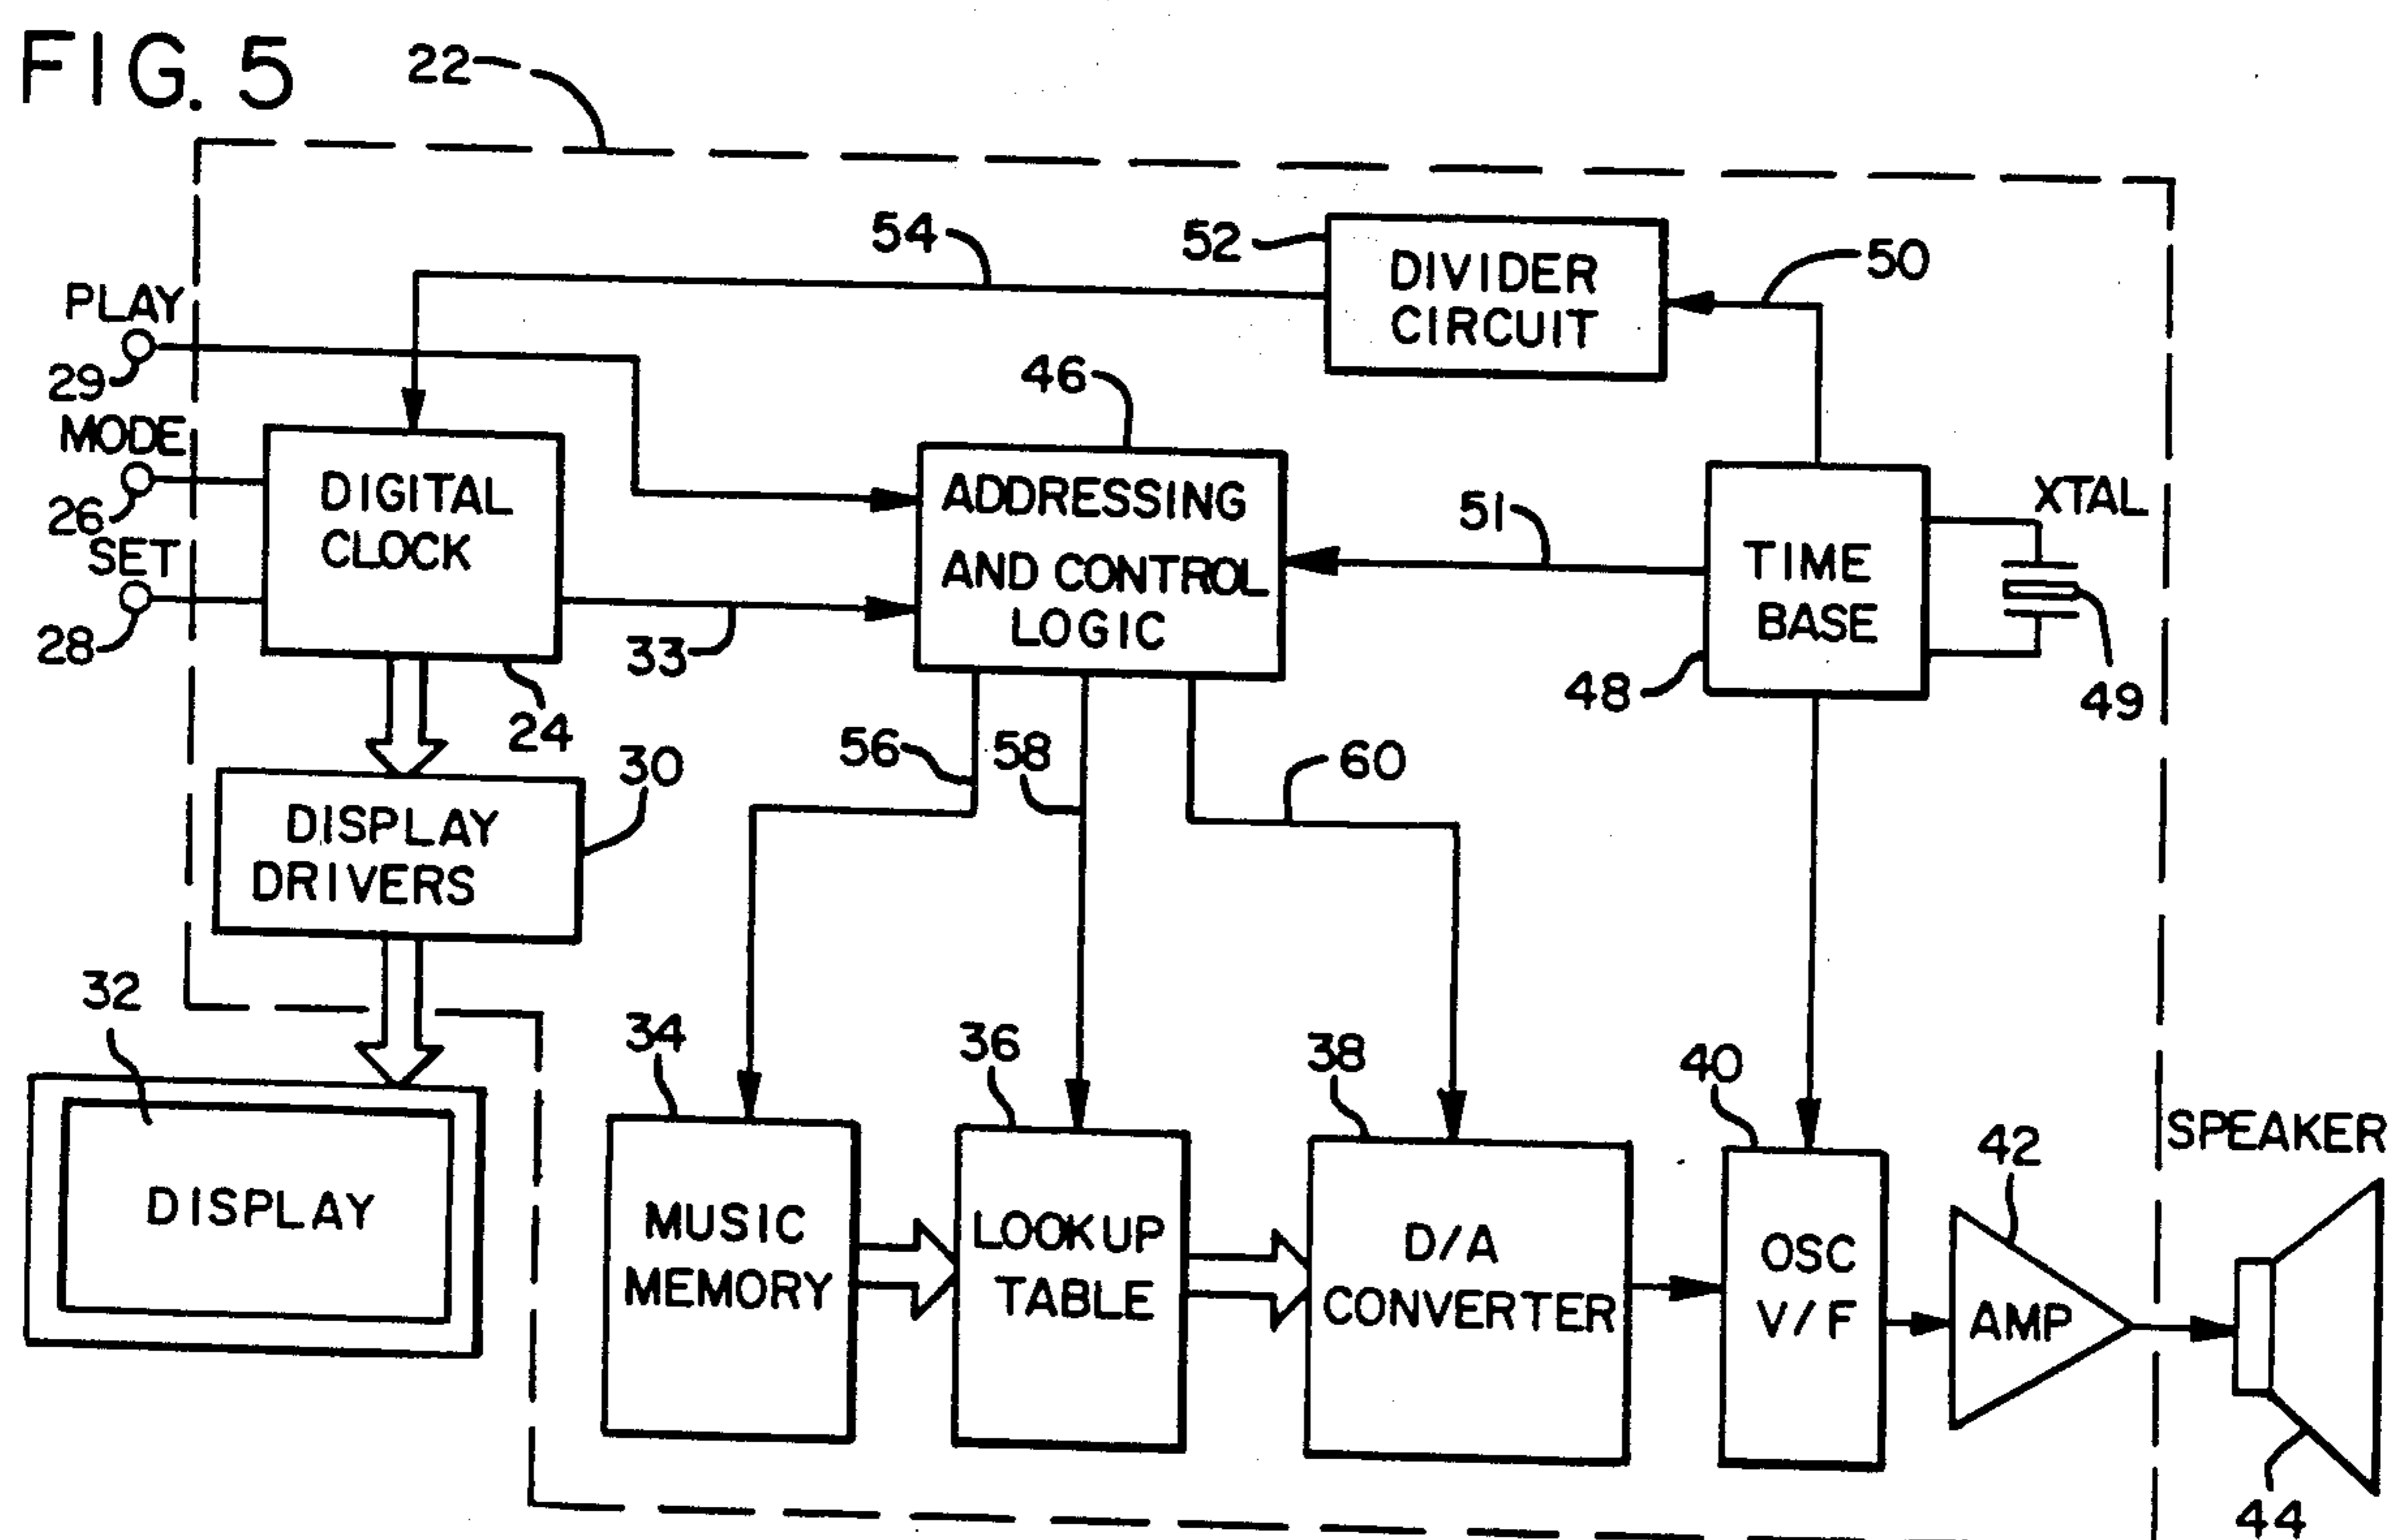 FIG. 5
22
54
52
DIVIDER
CIRCUIT
50
PLAY
29
MODE
26
SET
28
DIGITAL
CLOCK
24
33
46
ADDRESSING
AND CONTROL
LOGIC
51
TIME
BASE
48
XTAL
49
56
58
60
30
DISPLAY
DRIVERS
32
DISPLAY
34
MUSIC
MEMORY
36
LOOKUP
TABLE
38
D/A
CONVERTER
40
OSC
V/F
42
AMP
SPEAKER
44